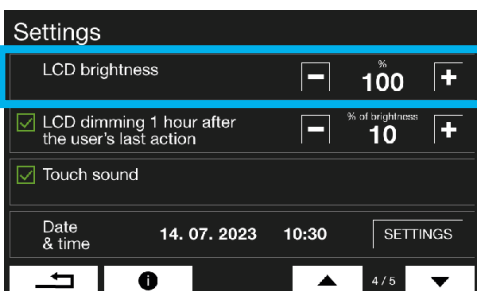 Settings
LCD brightness
%
− 100 +
LCD dimming 1 hour after
the user's last action
% of brightness
− 10 +
Touch sound
Date
& time
14. 07. 2023 10:30 SETTINGS
4/5